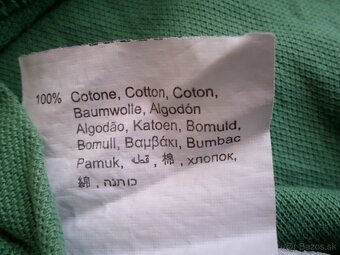 100% Cotone, Cotton, Coton,
Baumwolle, Algodón
Algodão, Katoen, Bomuld,
Bomull, Βαμβάκι, Bumbac
Pamuk, قطن, 棉, хлопок,
綿, כותנה
© bazos.sk